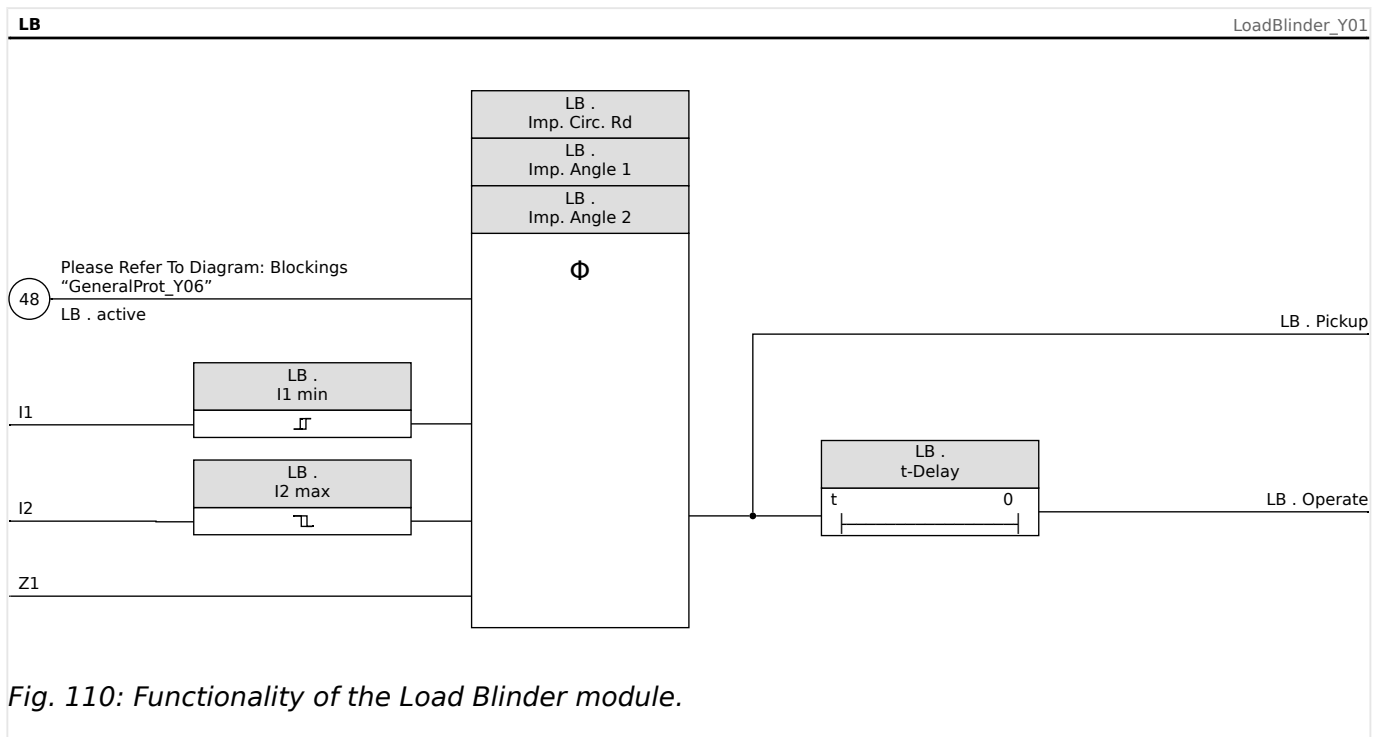 LB
LoadBlinder_Y01
LB .
Imp. Circ. Rd
LB .
Imp. Angle 1
LB .
Imp. Angle 2
Φ
Please Refer To Diagram: Blockings
“GeneralProt_Y06”
48
LB . active
LB . Pickup
LB .
I1 min
I1
LB .
I2 max
I2
LB .
t-Delay
t 0
LB . Operate
Z1
Fig. 110: Functionality of the Load Blinder module.